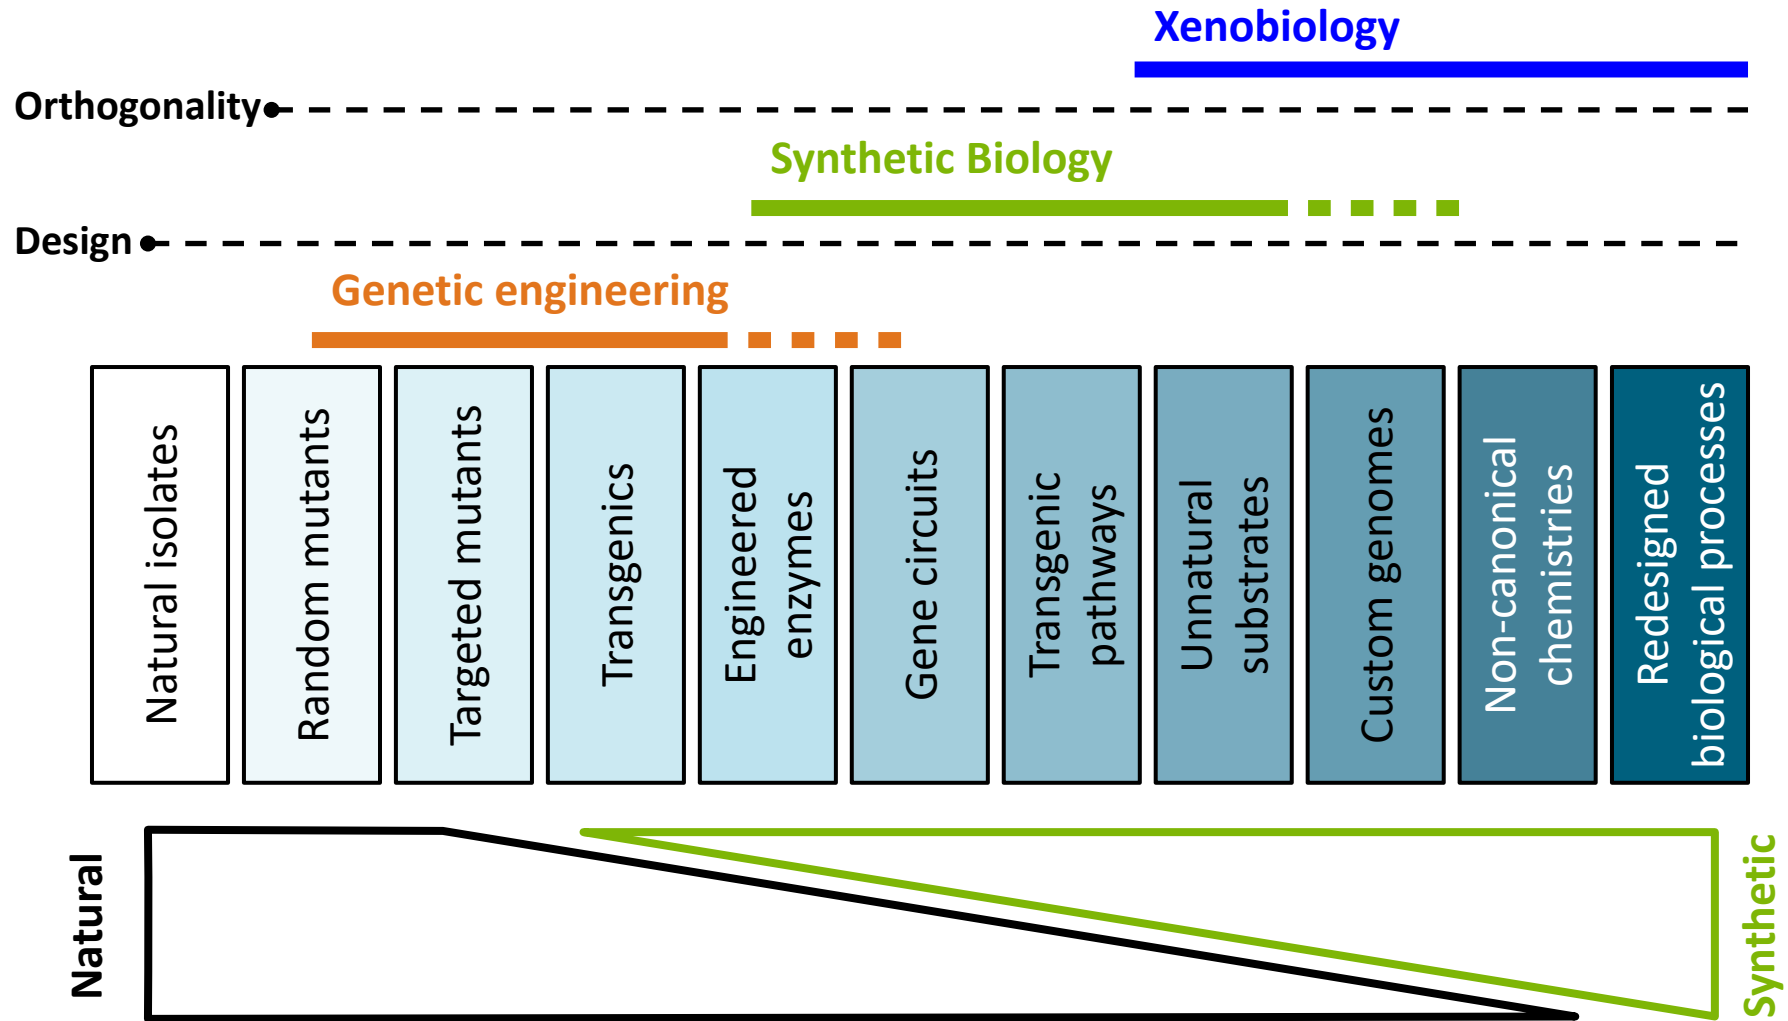 Xenobiology
Orthogonality
Synthetic Biology
Design
Genetic engineering
Natural isolates
Random mutants
Targeted mutants
Transgenics
Engineered
enzymes
Gene circuits
Transgenic
pathways
Unnatural
substrates
Custom genomes
Non-canonical
chemistries
Redesigned
biological processes
Natural
Synthetic